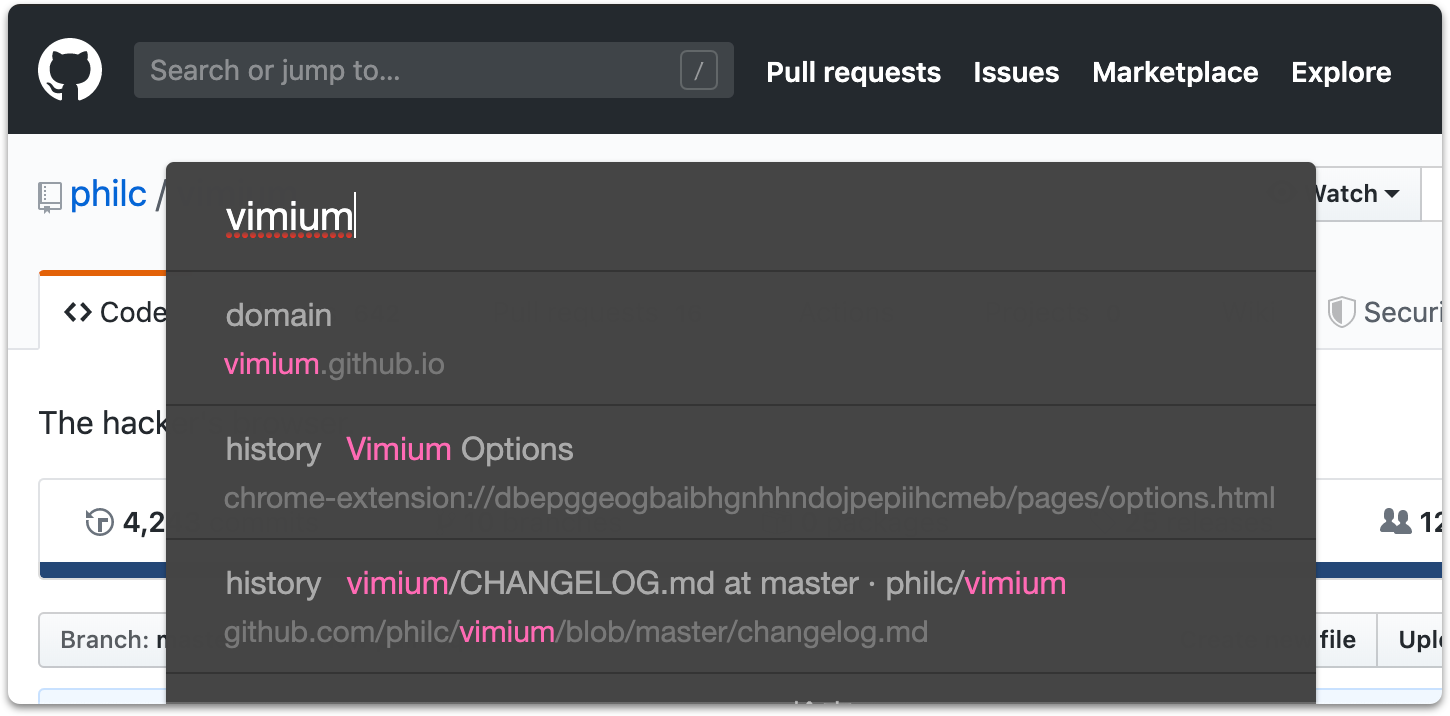 Search or jump to... /
Pull requests Issues Marketplace Explore
philc /
Watch
vimium
domain
vimium.github.io
Code
Securi
The hack
history Vimium Options
chrome-extension://dbepggeogbaibhgnhhndojpepiihcmeb/pages/options.html
4,2
12
history vimium/CHANGELOG.md at master · philc/vimium
github.com/philc/vimium/blob/master/changelog.md
Branch: m
file
Uplo